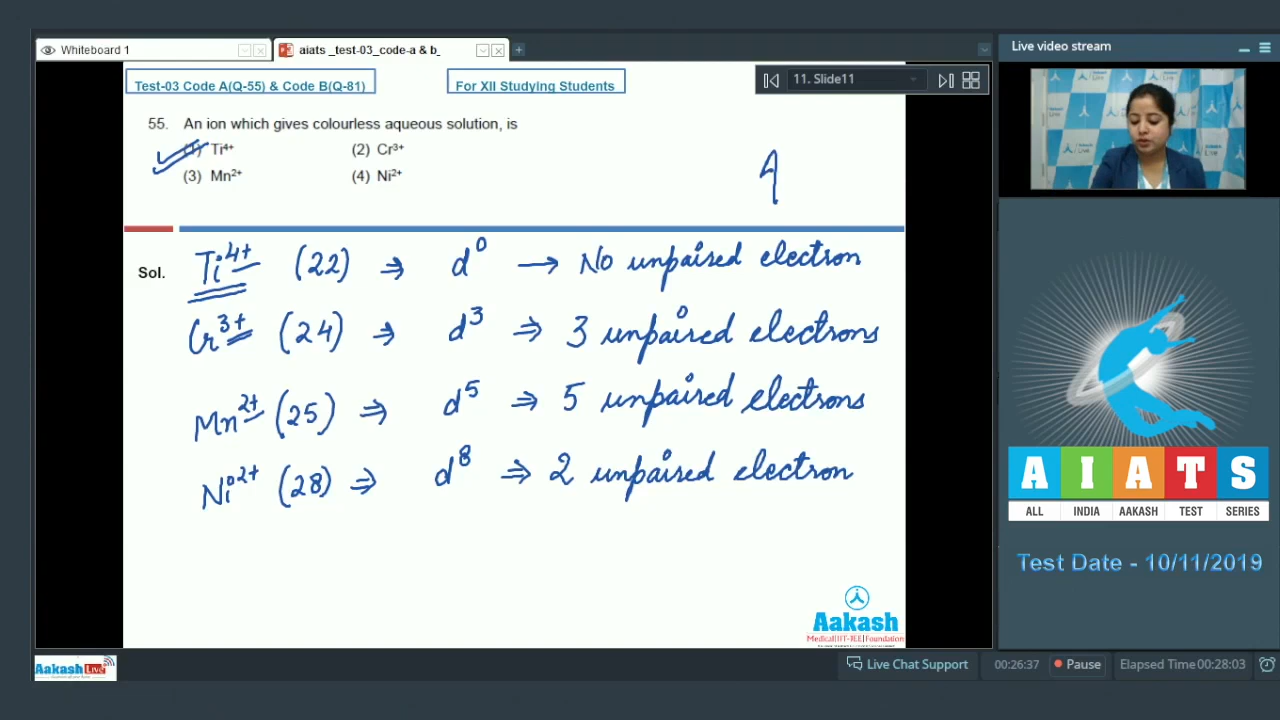 Whiteboard 1
aiats _test-03_code-a & b_
Live video stream
Test-03 Code A(Q-55) & Code B(Q-81)
For XII Studying Students
11. Slide11
55. An ion which gives colourless aqueous solution, is
(1) Ti4+ (2) Cr3+
(3) Mn2+ (4) Ni2+
Sol.
Ti4+ (22) ⇒ d0 → No unpaired electron
Cr3+ (24) ⇒ d3 ⇒ 3 unpaired electrons
Mn2+ (25) ⇒ d5 ⇒ 5 unpaired electrons
Ni2+ (28) ⇒ d8 ⇒ 2 unpaired electron
A I A T S
ALL INDIA AAKASH TEST SERIES
Test Date - 10/11/2019
Aakash
Medical|IIT-JEE|Foundation
Aakash Live
Live Chat Support
00:26:37
Pause
Elapsed Time 00:28:03